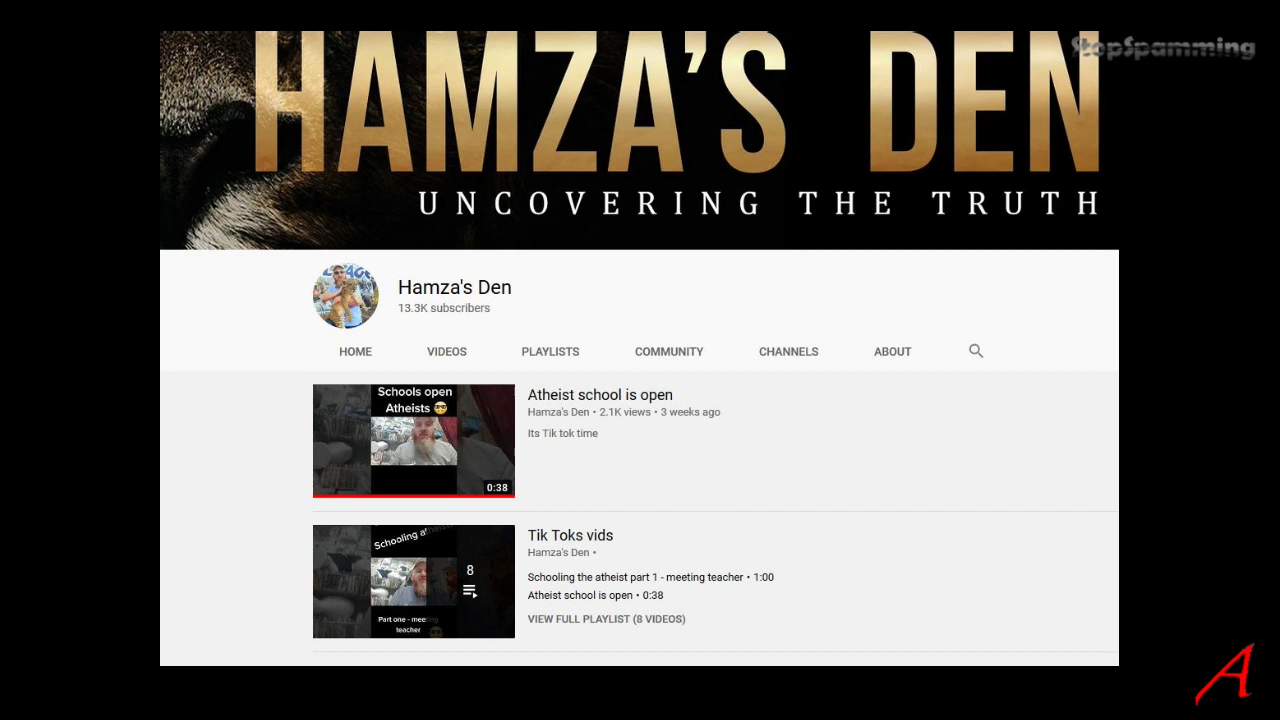 StopSpamming
HAMZA'S DEN
UNCOVERING THE TRUTH
Hamza's Den
13.3K subscribers
HOME VIDEOS PLAYLISTS COMMUNITY CHANNELS ABOUT
Schools open
Atheists
0:38
Atheist school is open
Hamza's Den • 2.1K views • 3 weeks ago
Its Tik tok time
Schooling atheist
8
Part one - meeting
teacher
Tik Toks vids
Hamza's Den •
Schooling the atheist part 1 - meeting teacher • 1:00
Atheist school is open • 0:38
VIEW FULL PLAYLIST (8 VIDEOS)
A